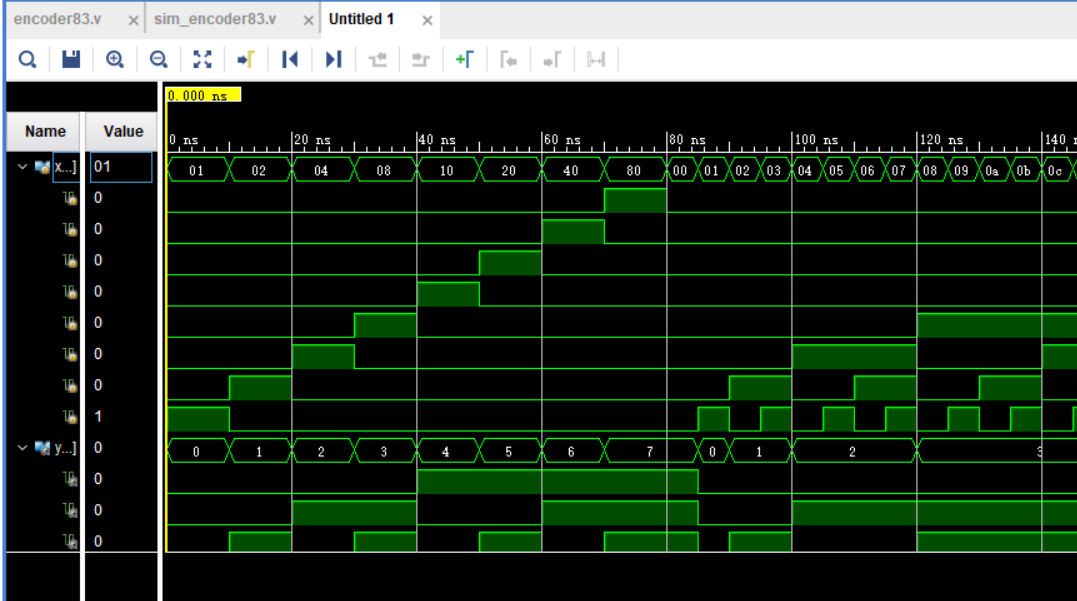 encoder83.v × sim_encoder83.v × Untitled 1 ×
0.000 ns
Name Value
0 ns 20 ns 40 ns 60 ns 80 ns 100 ns 120 ns 140
x...] 01 01 02 04 08 10 20 40 80 00 01 02 03 04 05 06 07 08 09 0a 0b 0c
0
0
0
0
0
0
0
1
y...] 0 0 1 2 3 4 5 6 7 0 1 2 3
0
0
0